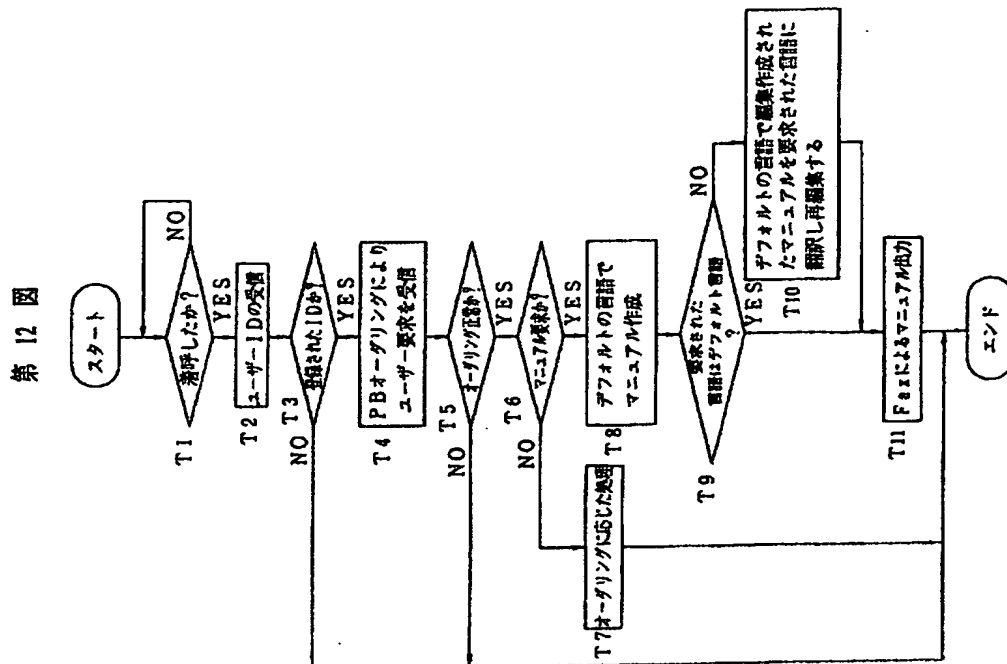 第 12 図
スタート
T1
着呼したか?
NO
YES
T2
ユーザーIDの受信
T3
登録されたIDか?
NO
YES
T4
PBオーダリングにより
ユーザー要求を受信
T5
オーダリング正常か?
NO
YES
T6
マニュアル要求か?
NO
YES
T7
オーダリングに応じた処理
T8
デフォルトの言語で
マニュアル作成
T9
要求された
言語はデフォルト言語
?
NO
YES
T10
デフォルトの言語で編集作成され
たマニュアルを要求された言語に
翻訳し再編集する
T11
Faxによるマニュアル出力
エンド